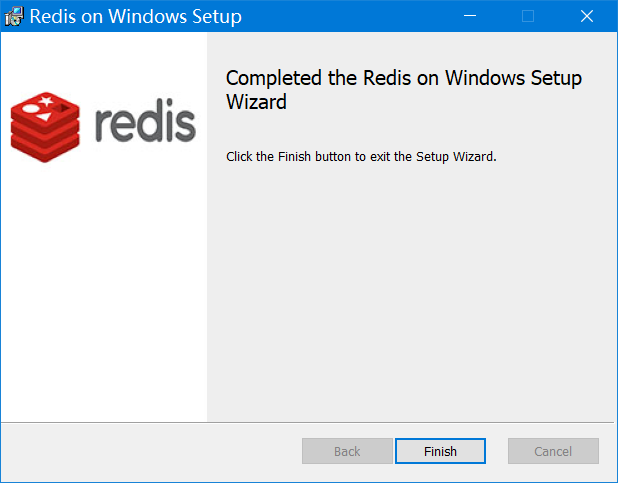 Redis on Windows Setup
redis
Completed the Redis on Windows Setup
Wizard
Click the Finish button to exit the Setup Wizard.
Back
Finish
Cancel